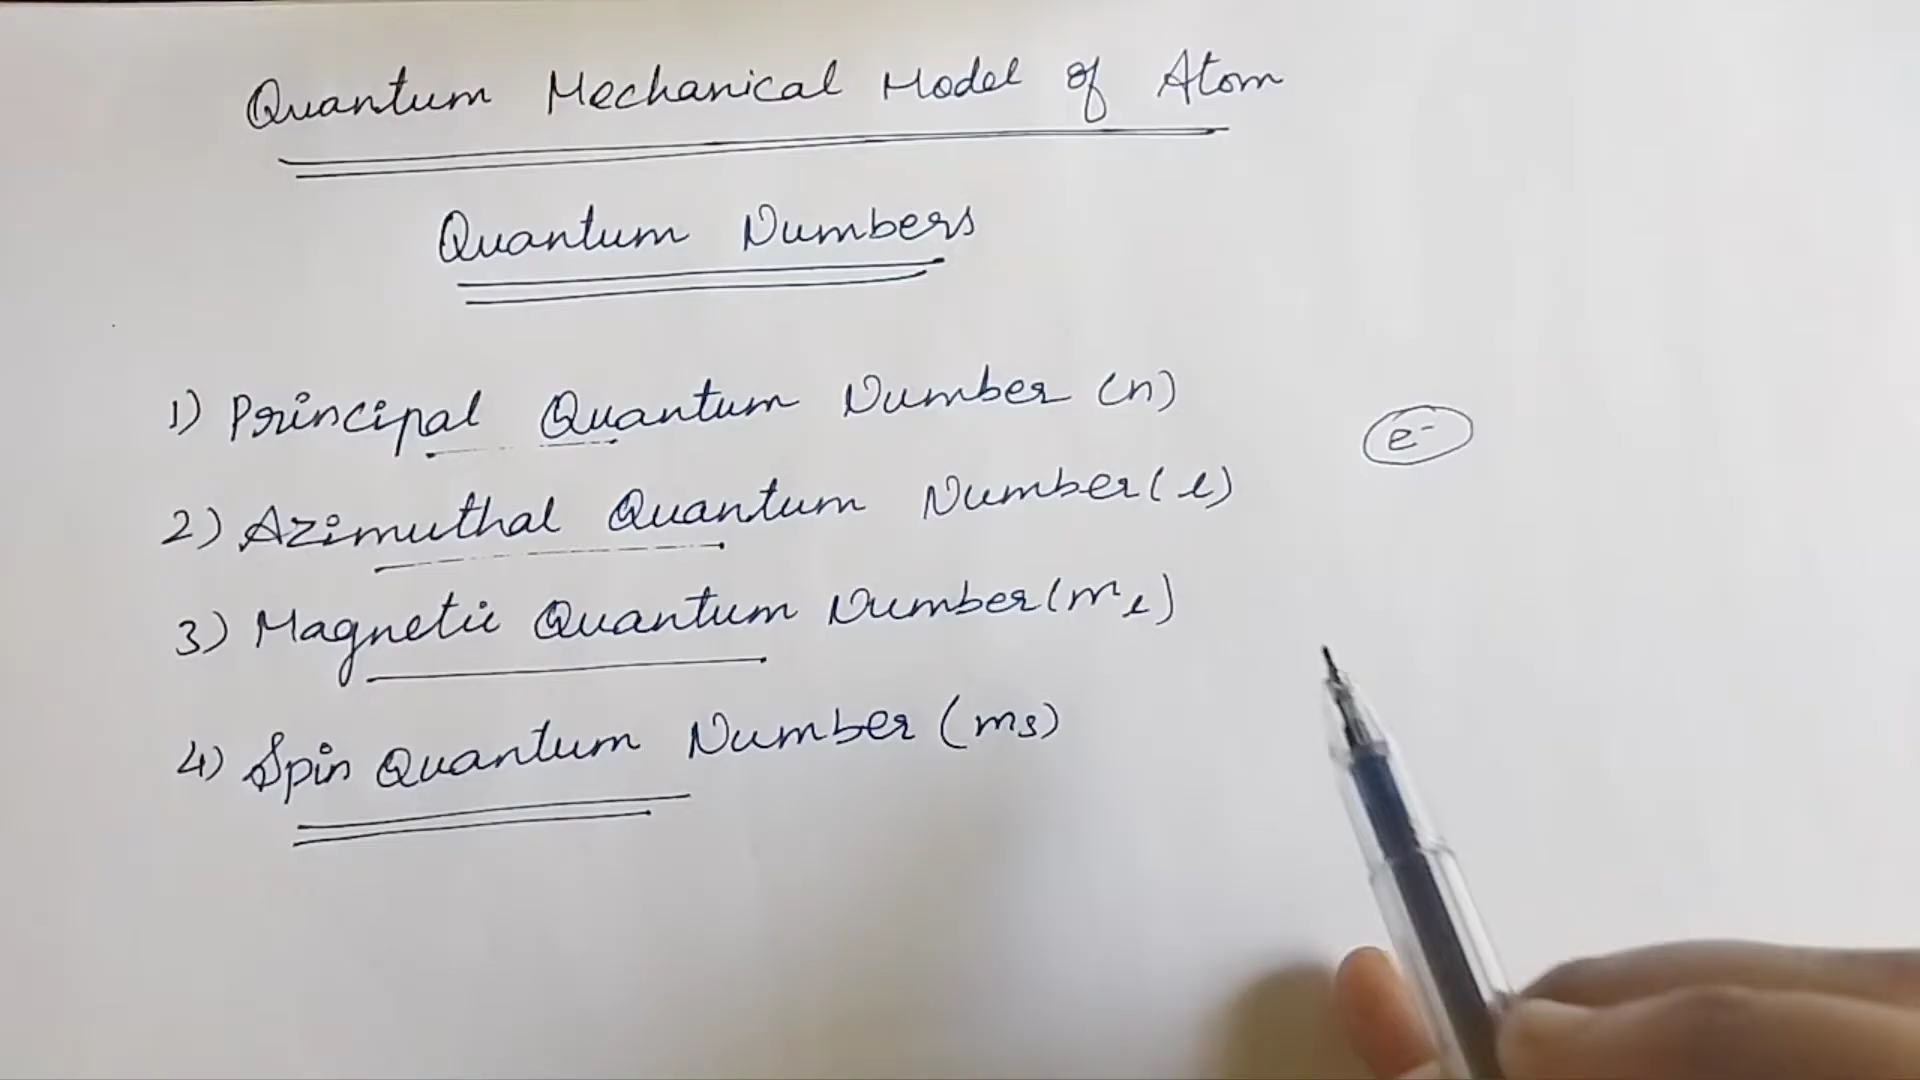 Quantum Mechanical Model of Atom
Quantum Numbers
1) Principal Quantum Number (n)
e⁻
2) Azimuthal Quantum Number (l)
3) Magnetic Quantum Number (mₗ)
4) Spin Quantum Number (ms)